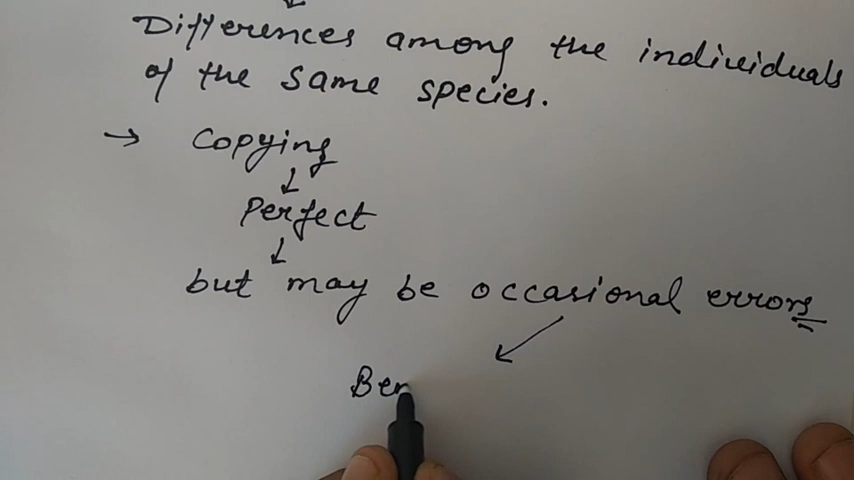 Differences among the individuals
of the same species.
→ Copying
↓
Perfect
↓
but may be occasional errors